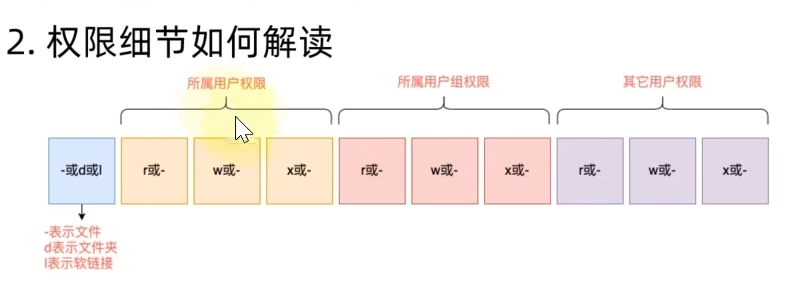 2. 权限细节如何解读
所属用户权限 所属用户组权限 其它用户权限
-或d或l r或- w或- x或- r或- w或- x或- r或- w或- x或-
-表示文件
d表示文件夹
l表示软链接